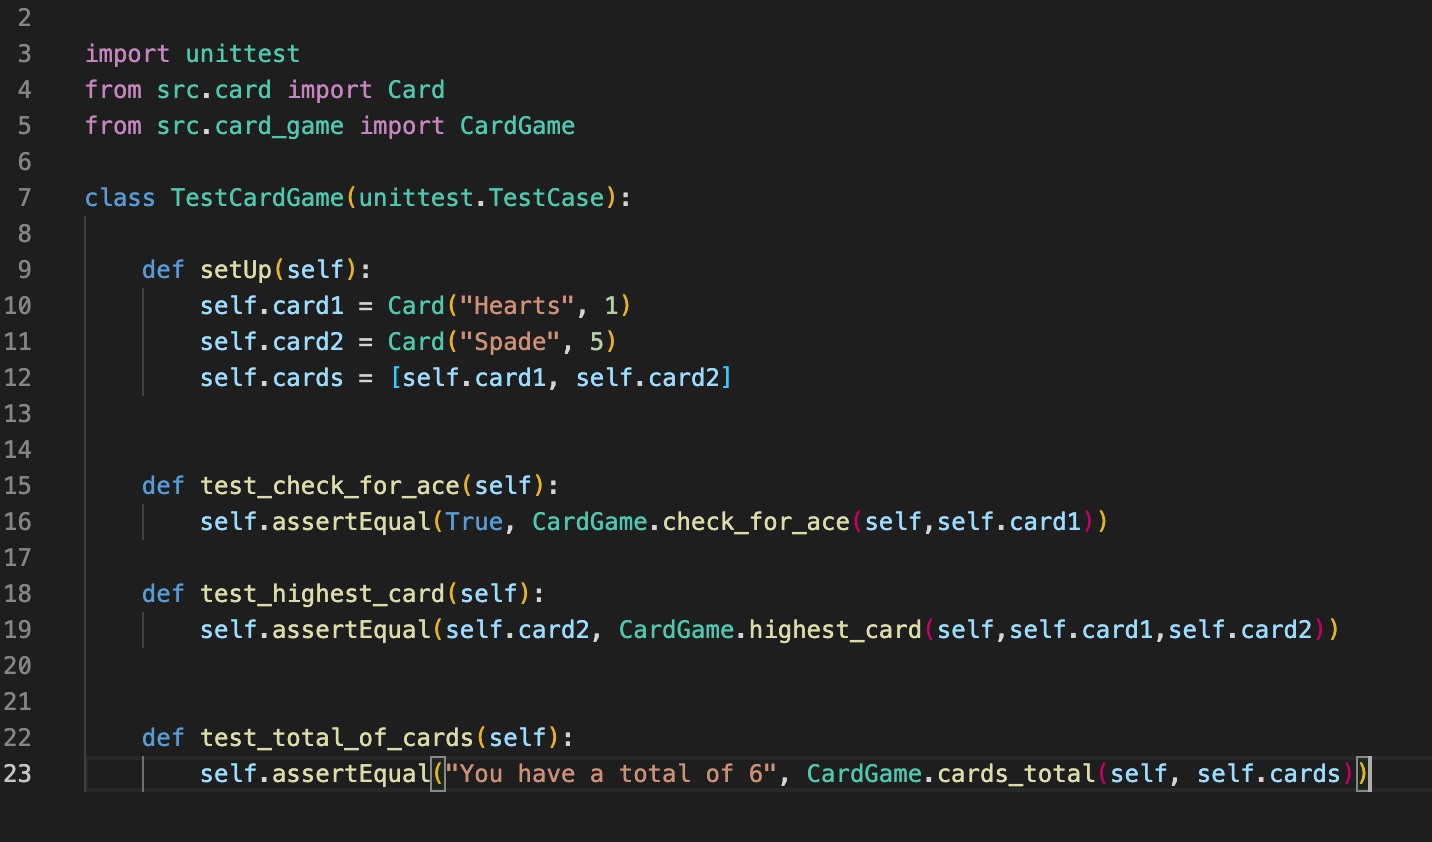 2
3 import unittest
4 from src.card import Card
5 from src.card_game import CardGame
6
7 class TestCardGame(unittest.TestCase):
8
9     def setUp(self):
10         self.card1 = Card("Hearts", 1)
11         self.card2 = Card("Spade", 5)
12         self.cards = [self.card1, self.card2]
13
14
15     def test_check_for_ace(self):
16         self.assertEqual(True, CardGame.check_for_ace(self,self.card1))
17
18     def test_highest_card(self):
19         self.assertEqual(self.card2, CardGame.highest_card(self,self.card1,self.card2))
20
21
22     def test_total_of_cards(self):
23         self.assertEqual("You have a total of 6", CardGame.cards_total(self, self.cards))